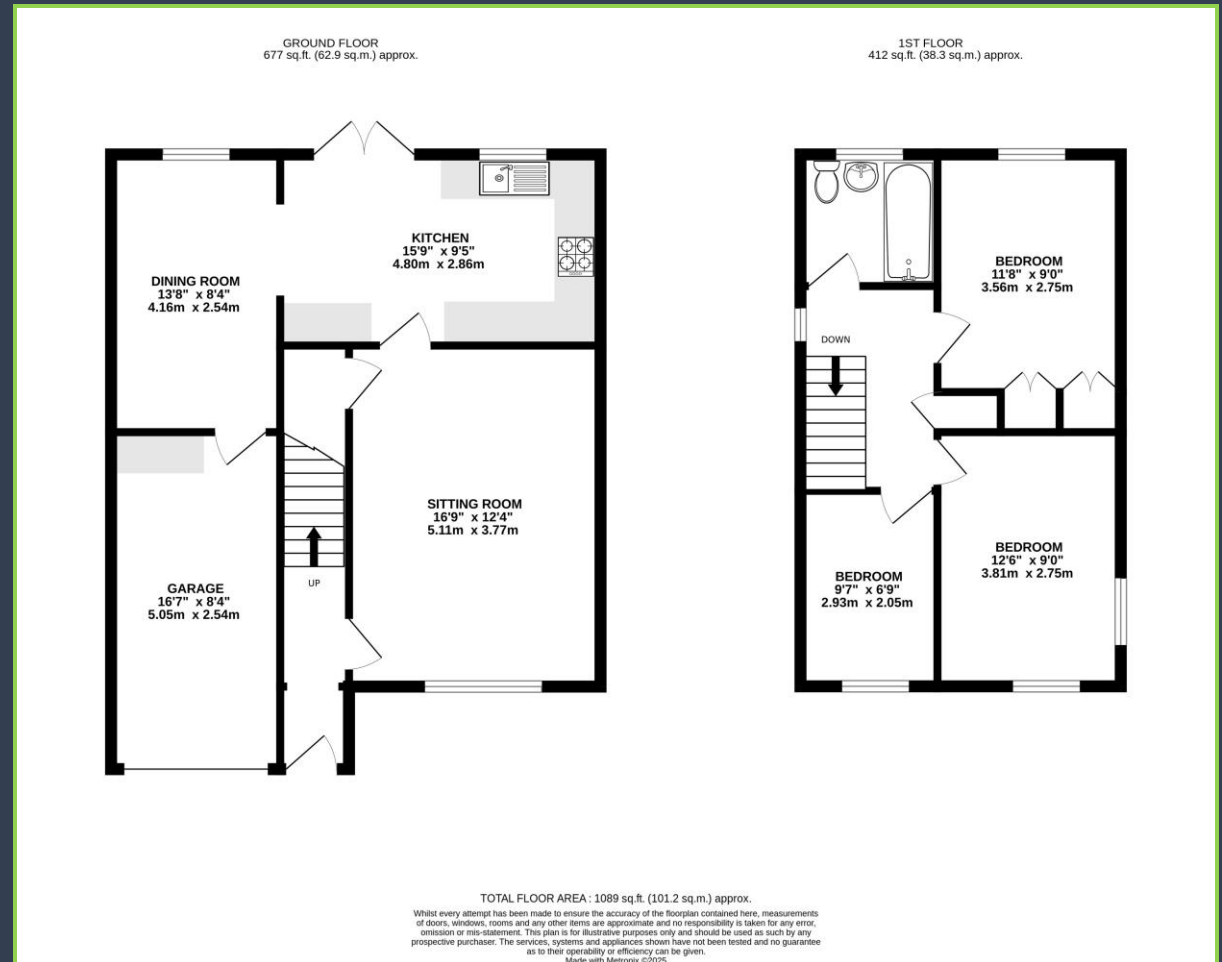 GROUND FLOOR
677 sq.ft. (62.9 sq.m.) approx.
1ST FLOOR
412 sq.ft. (38.3 sq.m.) approx.
KITCHEN
15'9" x 9'5"
4.80m x 2.86m
DINING ROOM
13'8" x 8'4"
4.16m x 2.54m
SITTING ROOM
16'9" x 12'4"
5.11m x 3.77m
UP
GARAGE
16'7" x 8'4"
5.05m x 2.54m
BEDROOM
11'8" x 9'0"
3.56m x 2.75m
DOWN
BEDROOM
12'6" x 9'0"
3.81m x 2.75m
BEDROOM
9'7" x 6'9"
2.93m x 2.05m
TOTAL FLOOR AREA : 1089 sq.ft. (101.2 sq.m.) approx.
Whilst every attempt has been made to ensure the accuracy of the floorplan contained here, measurements
of doors, windows, rooms and any other items are approximate and no responsibility is taken for any error,
omission or mis-statement. This plan is for illustrative purposes only and should be used as such by any
prospective purchaser. The services, systems and appliances shown have not been tested and no guarantee
as to their operability or efficiency can be given.
Made with Metropix ©2025